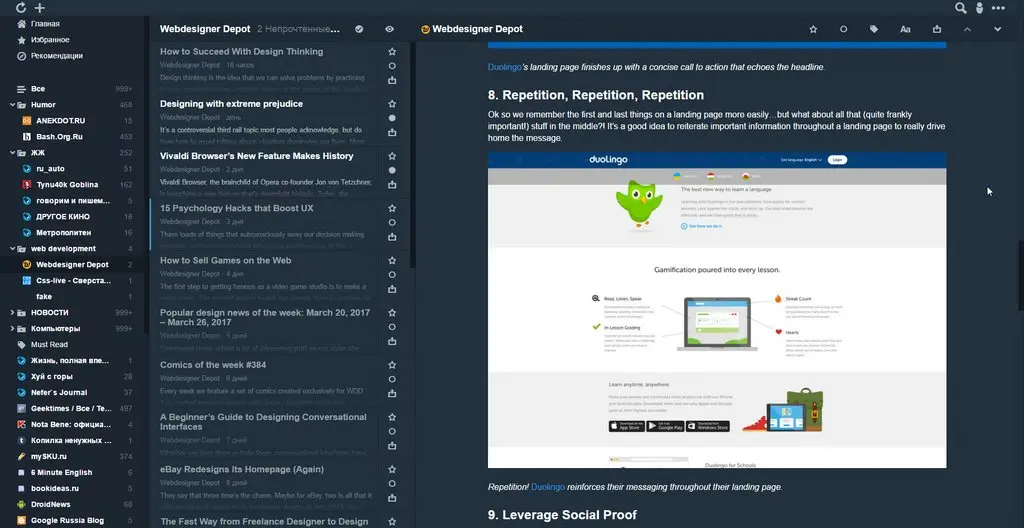 Главная
Избранное
Рекомендации
Все 999+
Humor 468
ANEKDOT.RU 15
Bash.Org.Ru 453
ЖЖ 252
ru_auto 51
Tynu40k Goblina 162
говорим и пишем... 5
ДРУГОЕ КИНО 18
Метрополитен 16
web development 4
Webdesigner Depot 2
Css-live - Сверста... 1
fake 1
НОВОСТИ 999+
Компьютеры 999+
Must Read
Жизнь, полная впе... 1
Хуй с горы 28
Nefer`s Journal 37
Geektimes / Все / Te... 497
Nota Bene: официа... 4
Копилка ненужных ... 1
mySKU.ru 374
6 Minute English 6
bookideas.ru 6
DroidNews 68
Google Russia Blog 5
Webdesigner Depot 2 Непрочтенные...
How to Succeed With Design Thinking
Webdesigner Depot · 18 часов
Design thinking is the idea that we can solve problems by practicing
Designing with extreme prejudice
Webdesigner Depot · день
It's a controversial third rail topic most people acknowledge, but do
Vivaldi Browser's New Feature Makes History
Webdesigner Depot · 2 дня
Vivaldi Browser, the brainchild of Opera co-founder Jon von Tetzchner,
15 Psychology Hacks that Boost UX
Webdesigner Depot · 3 дня
There loads of things that subconsciously sway our decision making
How to Sell Games on the Web
Webdesigner Depot · 4 дня
The first step to getting famous as a video game studio is to make a
Popular design news of the week: March 20, 2017
– March 26, 2017
Webdesigner Depot · 5 дней
Comics of the week #384
Webdesigner Depot · 6 дней
Every week we feature a set of comics created exclusively for WDD
A Beginner's Guide to Designing Conversational
Interfaces
Webdesigner Depot · 7 дней
eBay Redesigns Its Homepage (Again)
Webdesigner Depot · 8 дней
They say that three time's the charm. Maybe for eBay, two is all that it
The Fast Way from Freelance Designer to Design
Webdesigner Depot
Aa
Duolingo's landing page finishes up with a concise call to action that echoes the headline.
8. Repetition, Repetition, Repetition
Ok so we remember the first and last things on a landing page more easily…but what about all that (quite frankly
important!) stuff in the middle?! It's a good idea to reiterate important information throughout a landing page to really drive
home the message.
duolingo
Site language: English
Login
The best new way to learn a language
See how we do it
Gamification poured into every lesson.
Read, Listen, Speak
Streak Count
In-Lesson Grading
Hearts
Learn anytime, anywhere.
App Store
Google Play
Windows Store
Duolingo for Schools
Repetition! Duolingo reinforces their messaging throughout their landing page.
9. Leverage Social Proof